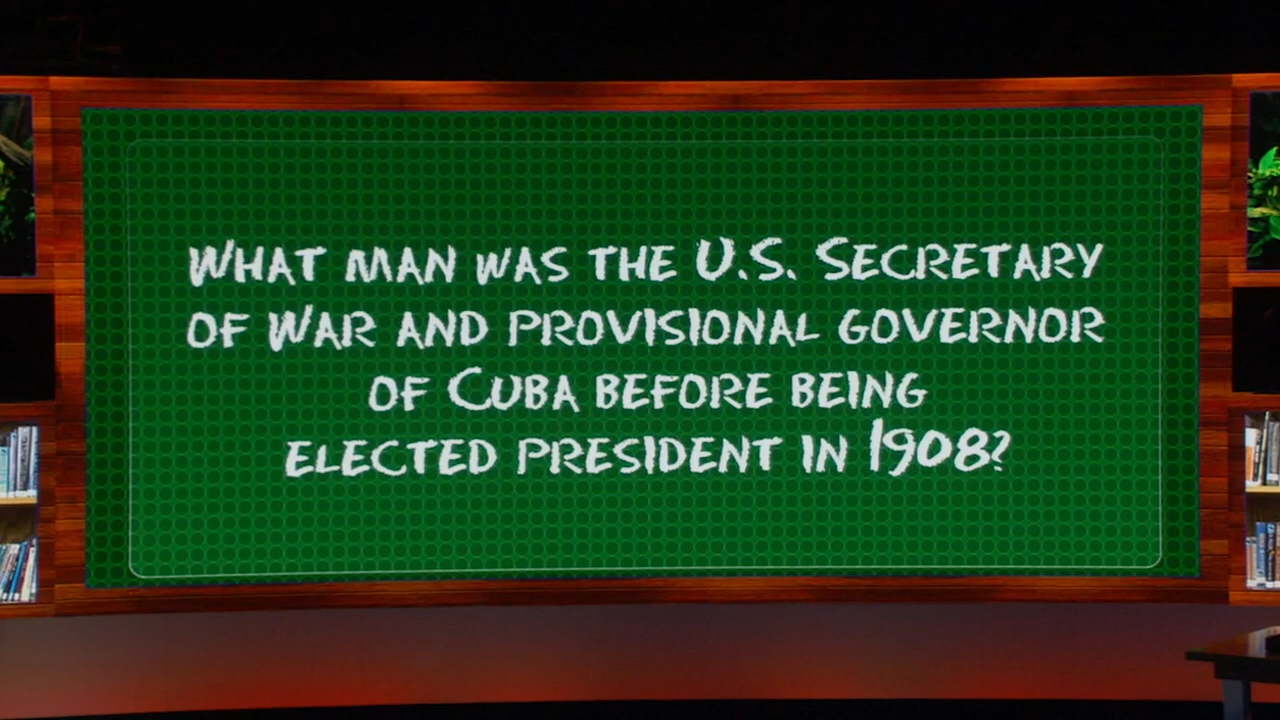 What man was the U.S. Secretary
of War and provisional governor
of Cuba before being
elected president in 1908?